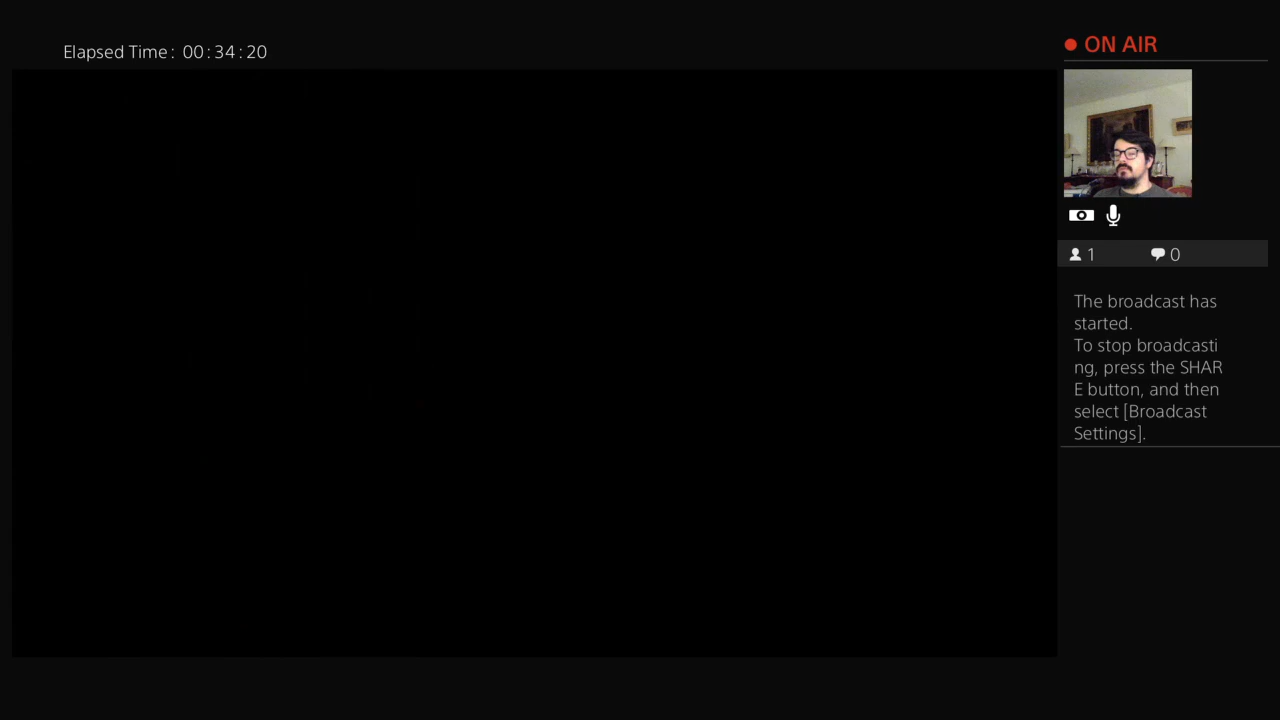 Elapsed Time: 00:34:20
ON AIR
1 0
The broadcast has
started.
To stop broadcasti
ng, press the SHAR
E button, and then
select [Broadcast
Settings].